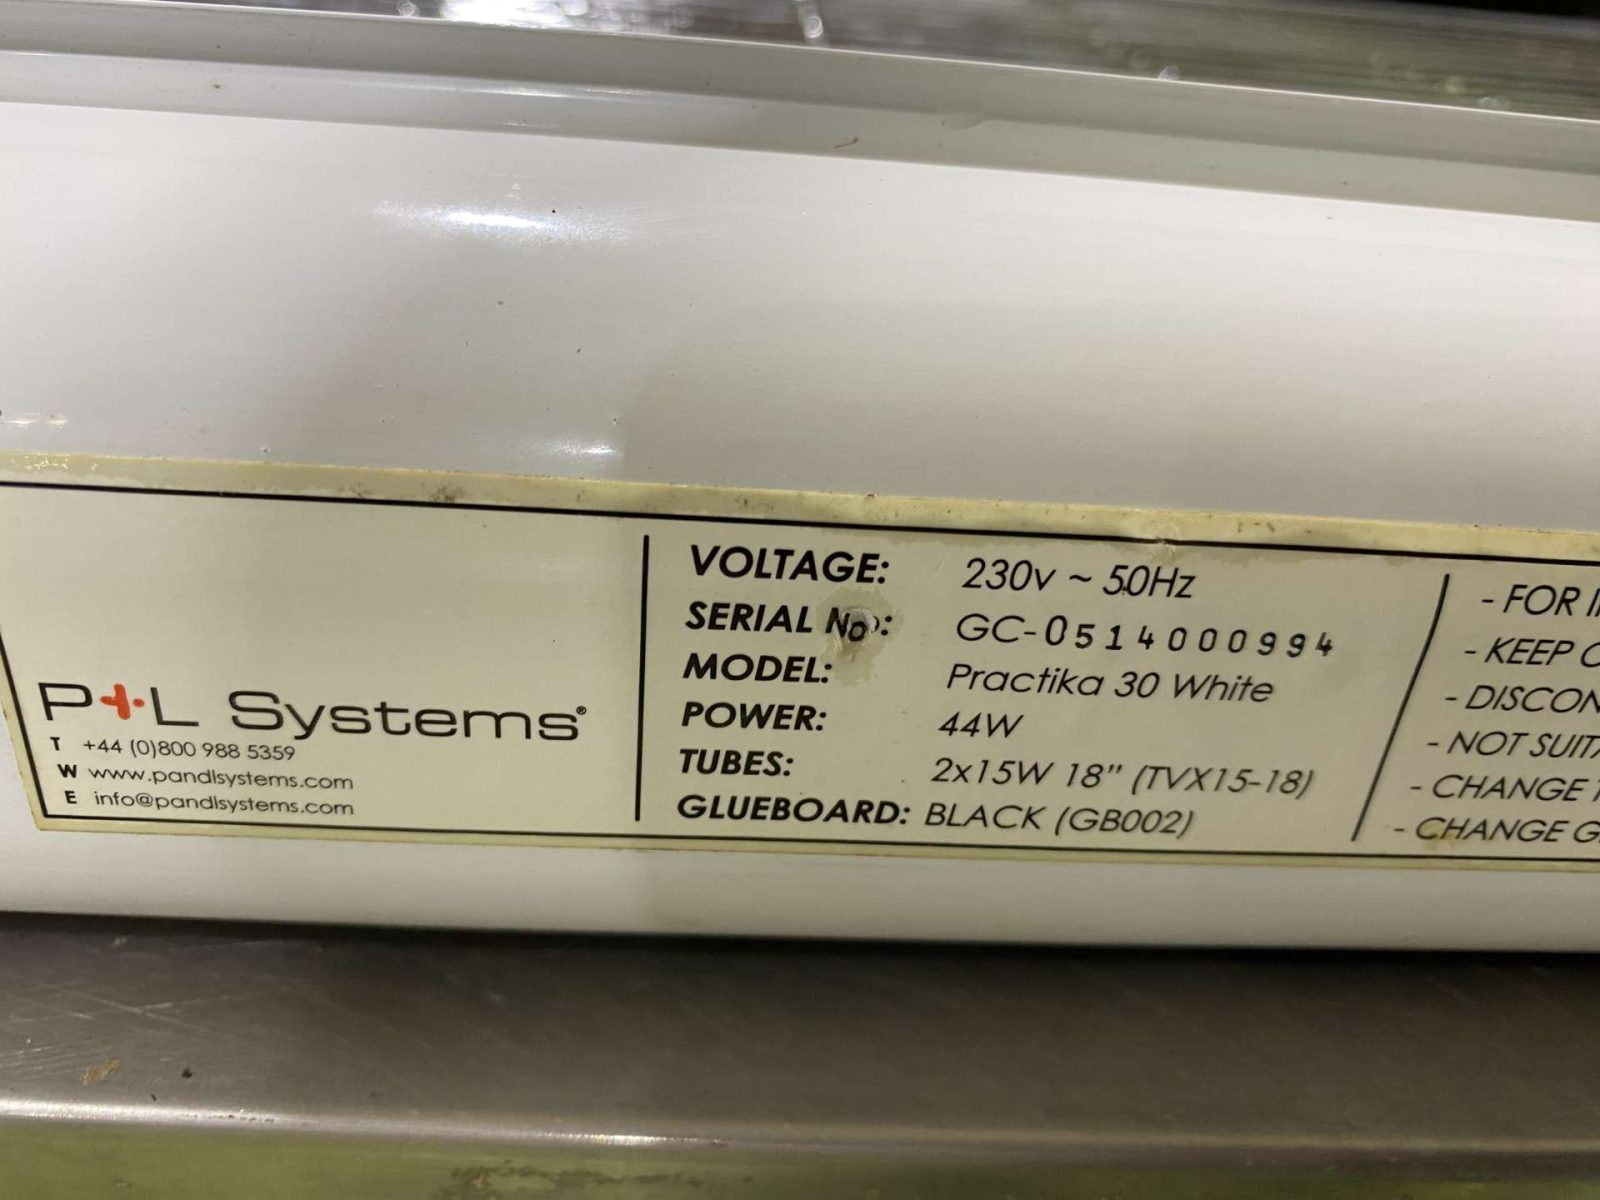 P+L Systems®
T +44 (0)800 988 5359
W www.pandlsystems.com
E info@pandlsystems.com
VOLTAGE: 230v ~ 50Hz
SERIAL No: GC-0514000994
MODEL: Practika 30 White
POWER: 44W
TUBES: 2x15W 18" (TVX15-18)
GLUEBOARD: BLACK (GB002)
- FOR
- KEEP
-
- NOT
- CHANGE
- CHANGE